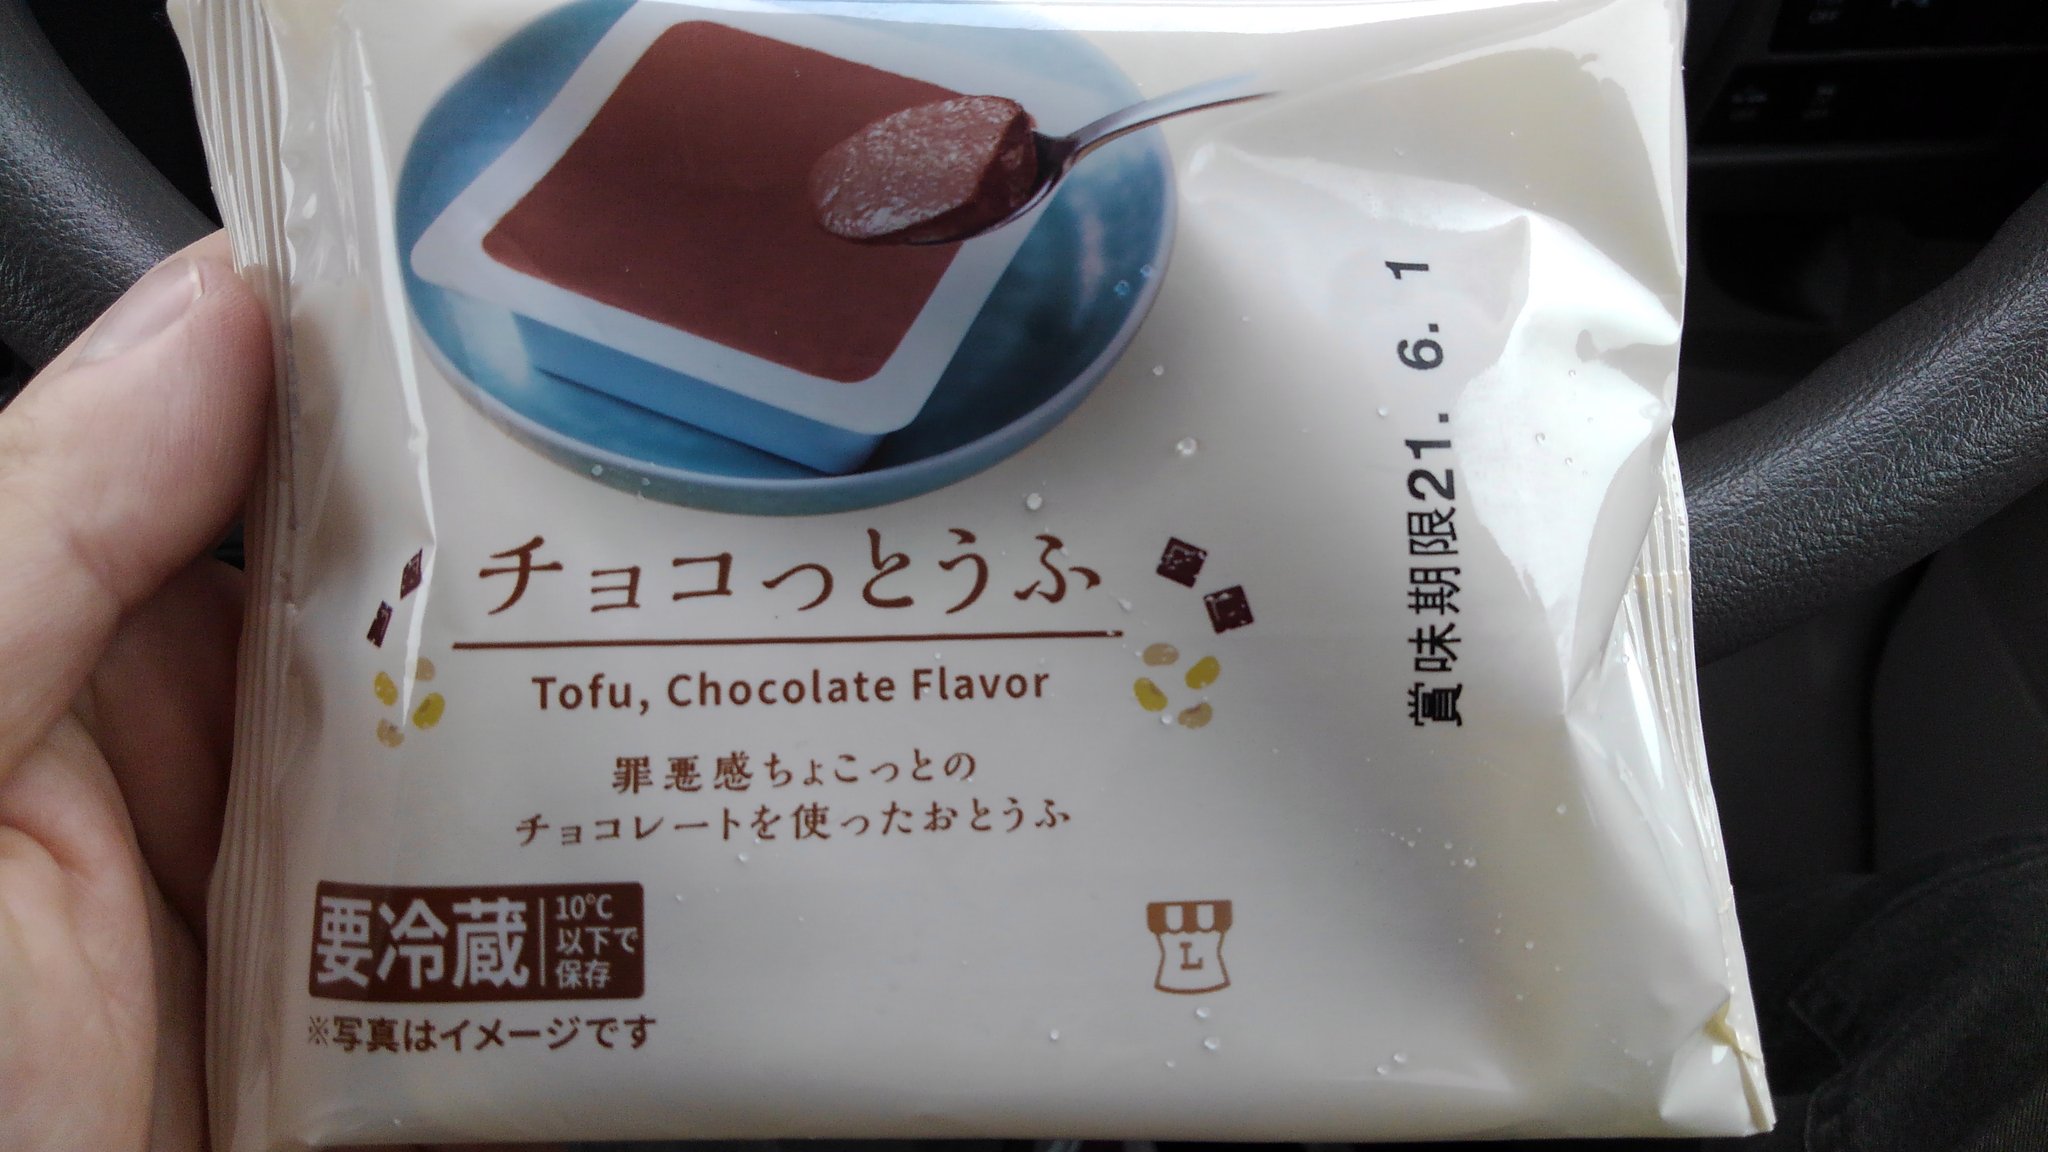 チョコっとうふ
Tofu, Chocolate Flavor
罪悪感ちょこっとの
チョコレートを使ったおとうふ
賞味期限21. 6. 1
要冷蔵
10°C
以下で
保存
※写真はイメージです
L